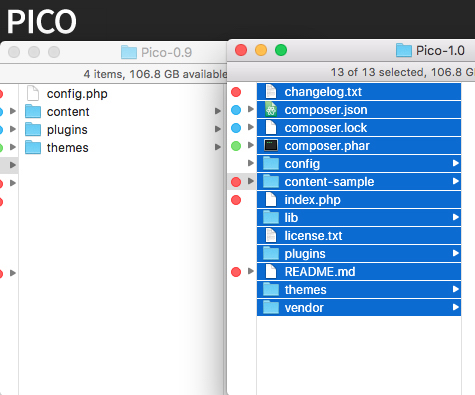 PICO
Pico-0.9
4 items, 106.8 GB available
config.php
content
plugins
themes
Pico-1.0
13 of 13 selected, 106.8 G
changelog.txt
composer.json
composer.lock
composer.phar
config
content-sample
index.php
lib
license.txt
plugins
README.md
themes
vendor